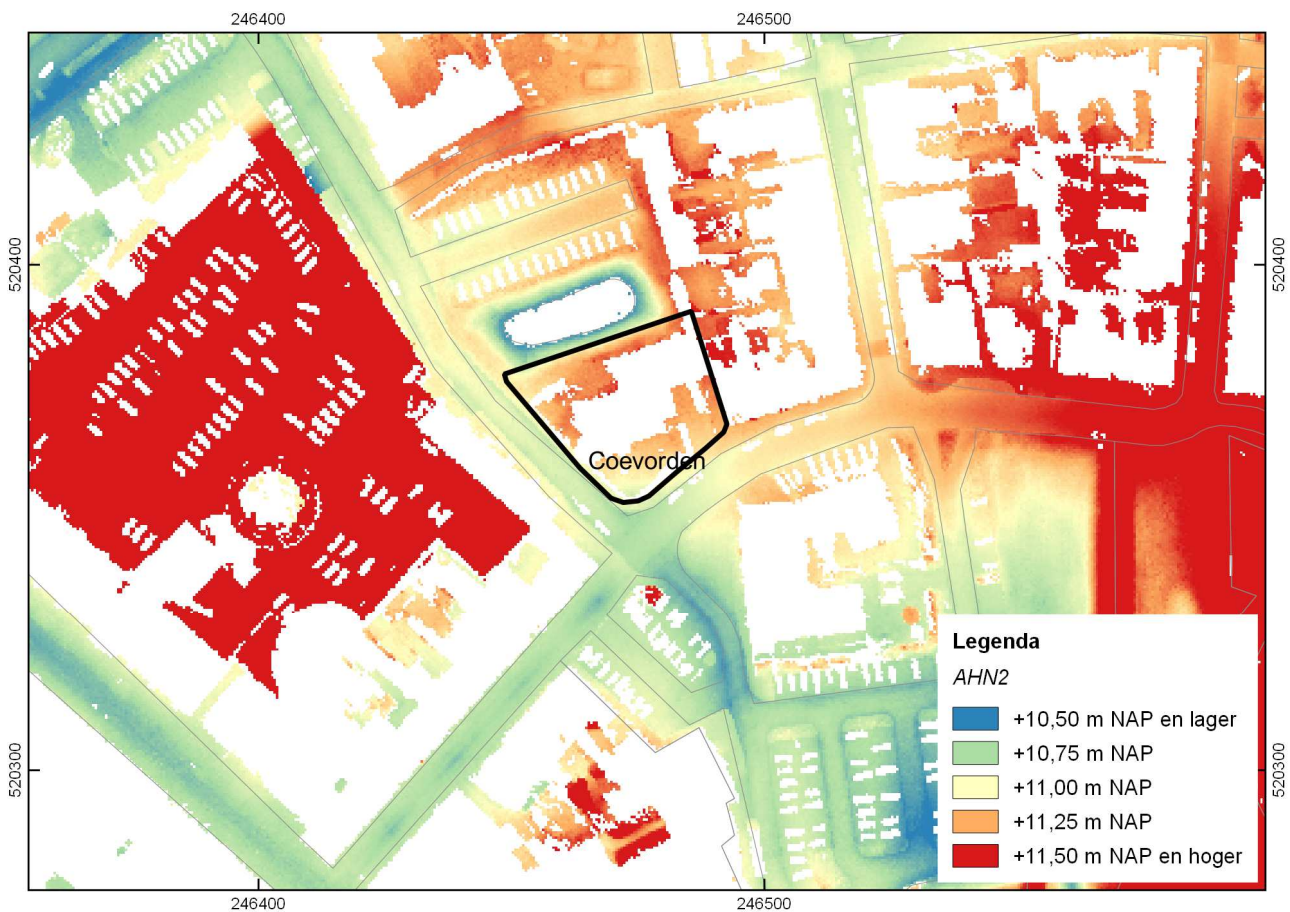 246400
246500
520400
520400
Coevorden
Legenda
AHN2
+10,50 m NAP en lager
+10,75 m NAP
+11,00 m NAP
+11,25 m NAP
+11,50 m NAP en hoger
520300
520300
246400
246500